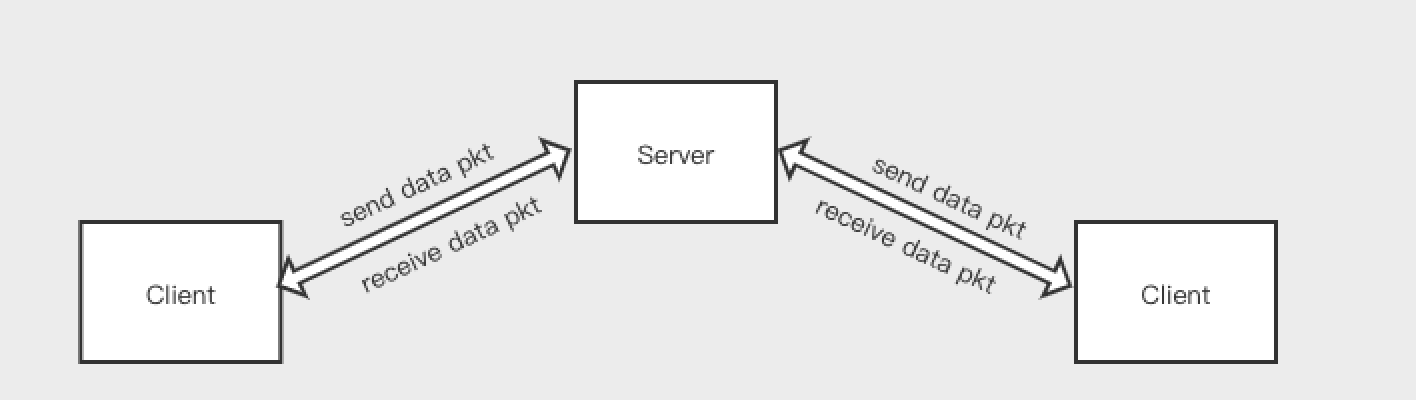 Server
send data pkt
receive data pkt
send data pkt
receive data pkt
Client
Client